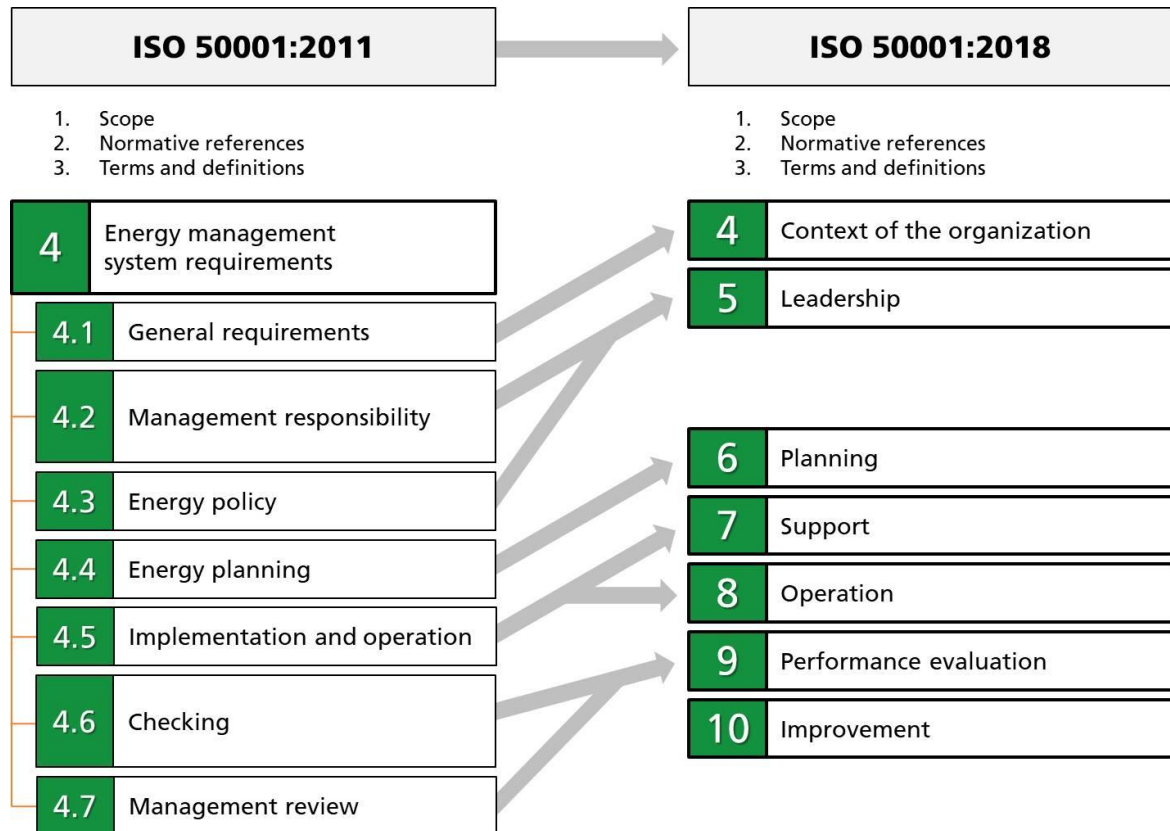 ISO 50001:2011
1. Scope
2. Normative references
3. Terms and definitions
4 Energy management
system requirements
4.1 General requirements
4.2 Management responsibility
4.3 Energy policy
4.4 Energy planning
4.5 Implementation and operation
4.6 Checking
4.7 Management review
ISO 50001:2018
1. Scope
2. Normative references
3. Terms and definitions
4 Context of the organization
5 Leadership
6 Planning
7 Support
8 Operation
9 Performance evaluation
10 Improvement